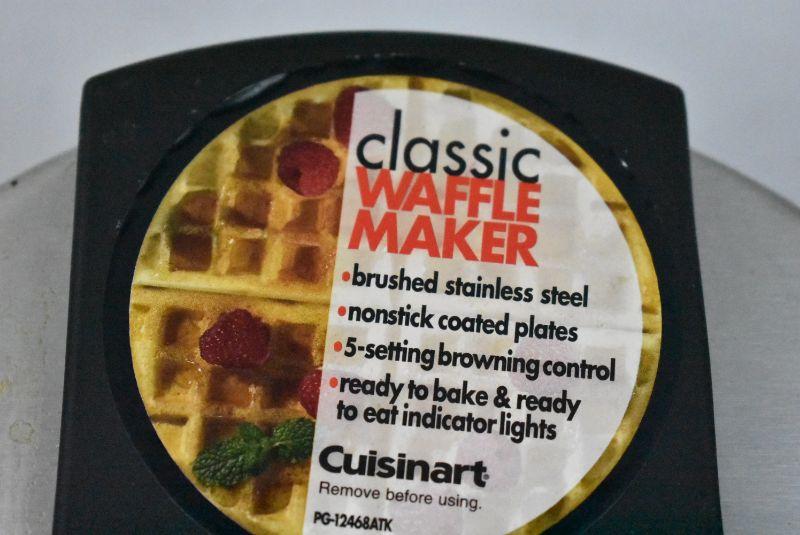 classic
WAFFLE
MAKER
•brushed stainless steel
•nonstick coated plates
•5-setting browning control
•ready to bake & ready
to eat indicator lights
Cuisinart®
Remove before using.
PG-12468ATK